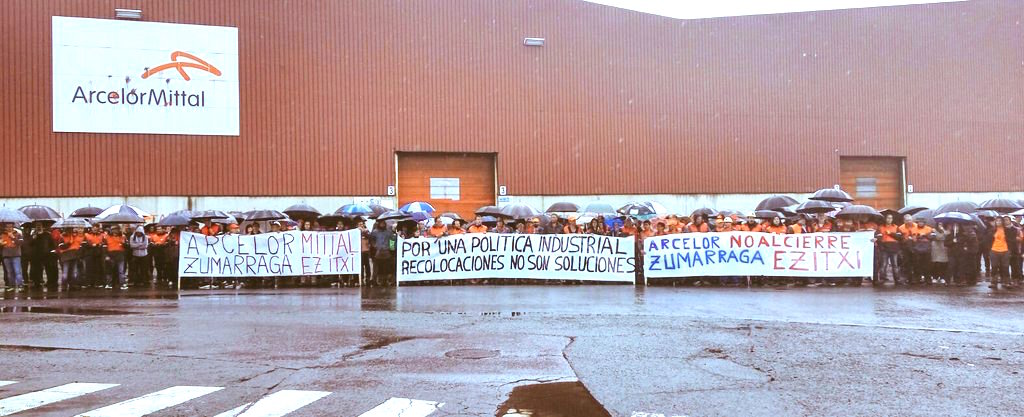 ArcelorMittal
ARCELOR MITTAL
ZUMARRAGA EZ ITXI
POR UNA POLÍTICA INDUSTRIAL
RECOLOCACIONES NO SON SOLUCIONES
ARCELOR NO AL CIERRE
ZUMARRAGA EZ ITXI